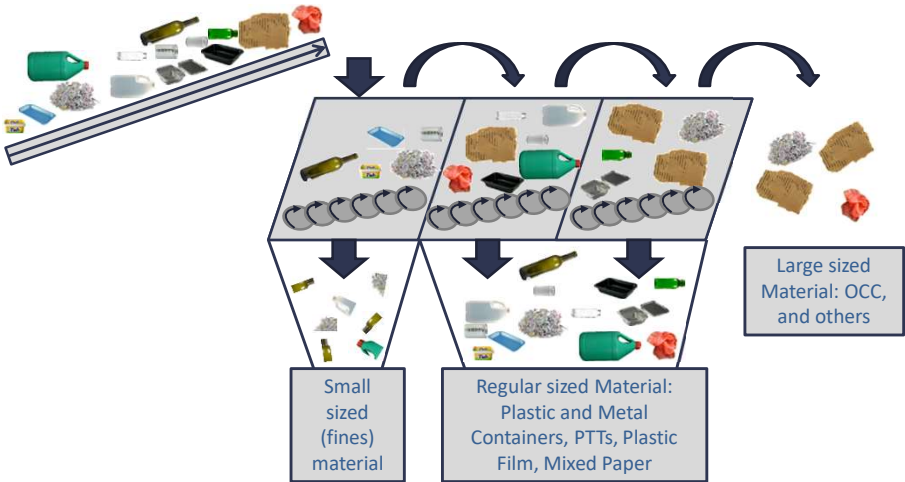 Small
sized
(fines)
material
Regular sized Material:
Plastic and Metal
Containers, PTTs, Plastic
Film, Mixed Paper
Large sized
Material: OCC,
and others